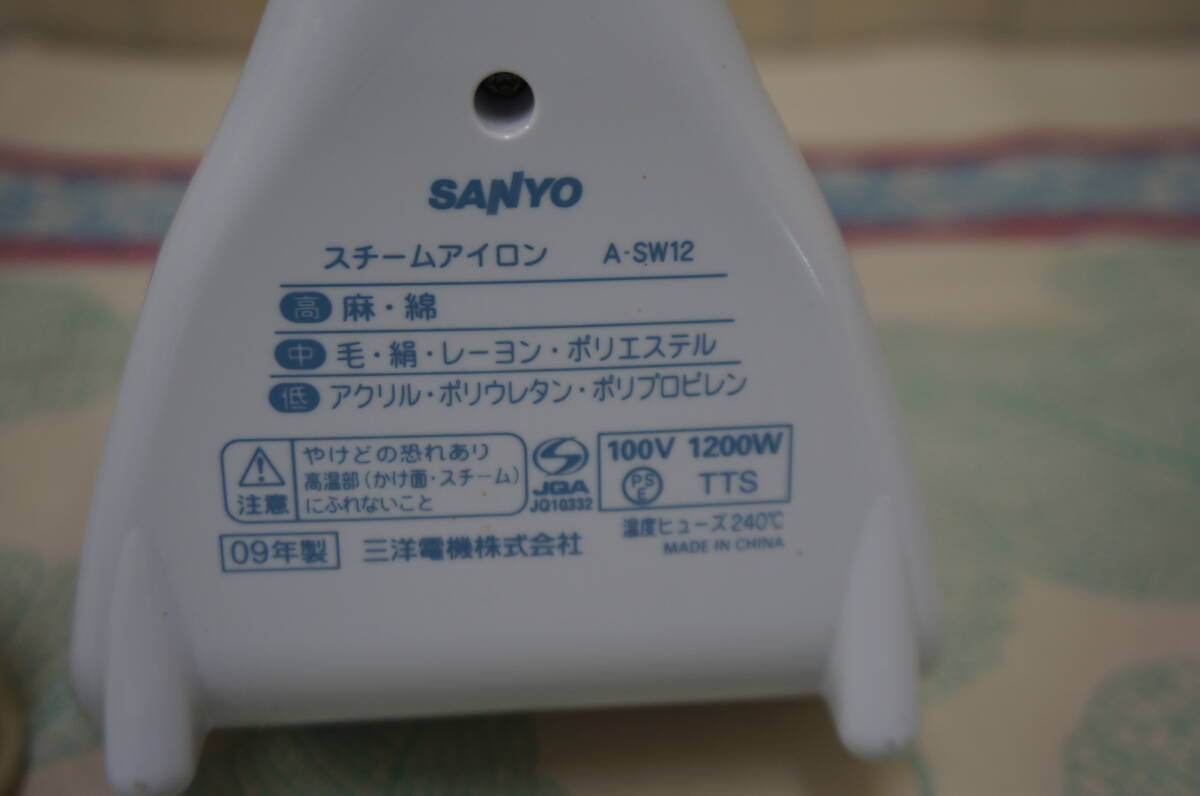 SANYO
スチームアイロン A-SW12
高 麻・綿
中 毛・絹・レーヨン・ポリエステル
低 アクリル・ポリウレタン・ポリプロピレン
注意
やけどの恐れあり
高温部(かけ面・スチーム)
にふれないこと
JQA
JQ10332
100V 1200W
PSE TTS
温度ヒューズ240℃
MADE IN CHINA
09年製 三洋電機株式会社